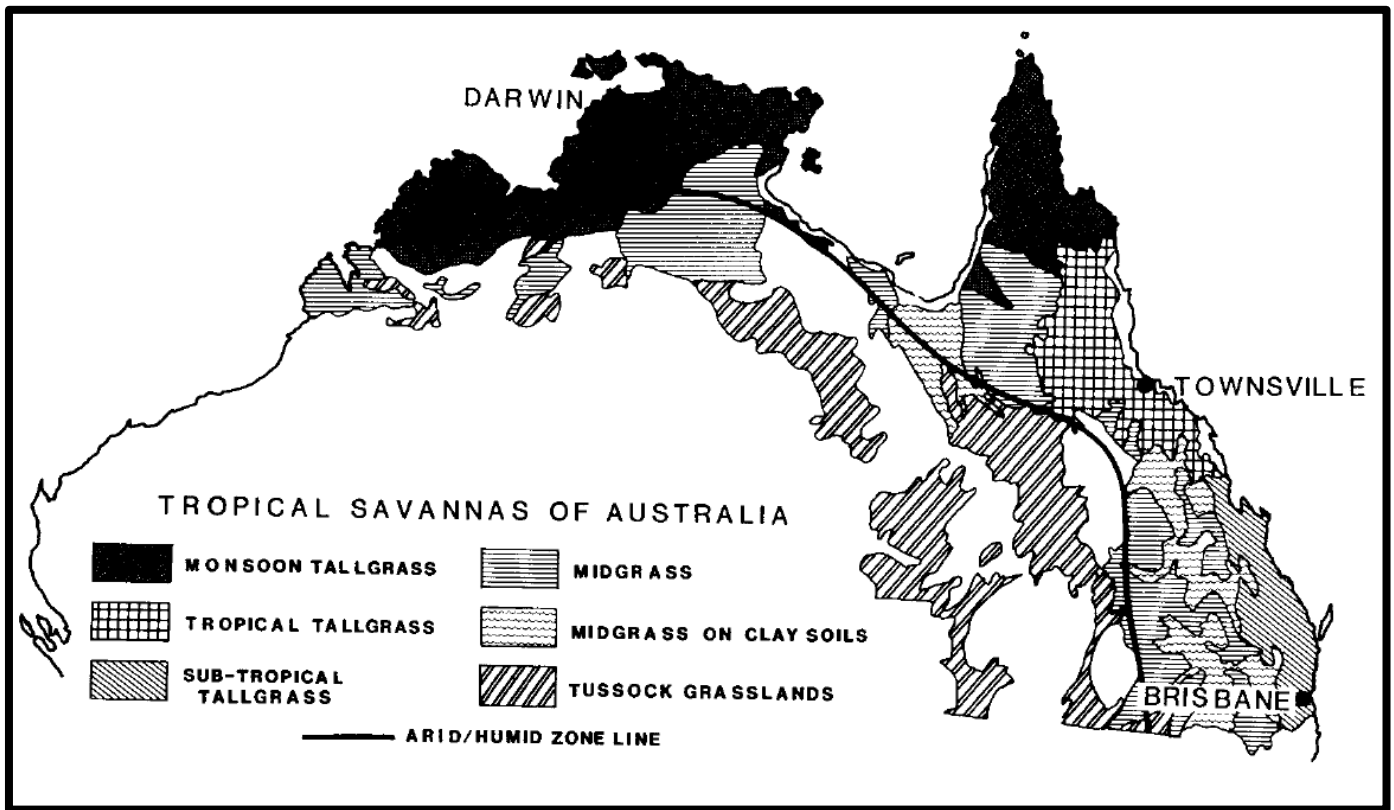 DARWIN
TOWNSVILLE
TROPICAL SAVANNAS OF AUSTRALIA
MONSOON TALLGRASS
MIDGRASS
TROPICAL TALLGRASS
MIDGRASS ON CLAY SOILS
SUB-TROPICAL
TALLGRASS
TUSSOCK GRASSLANDS
BRISBANE
ARID/HUMID ZONE LINE